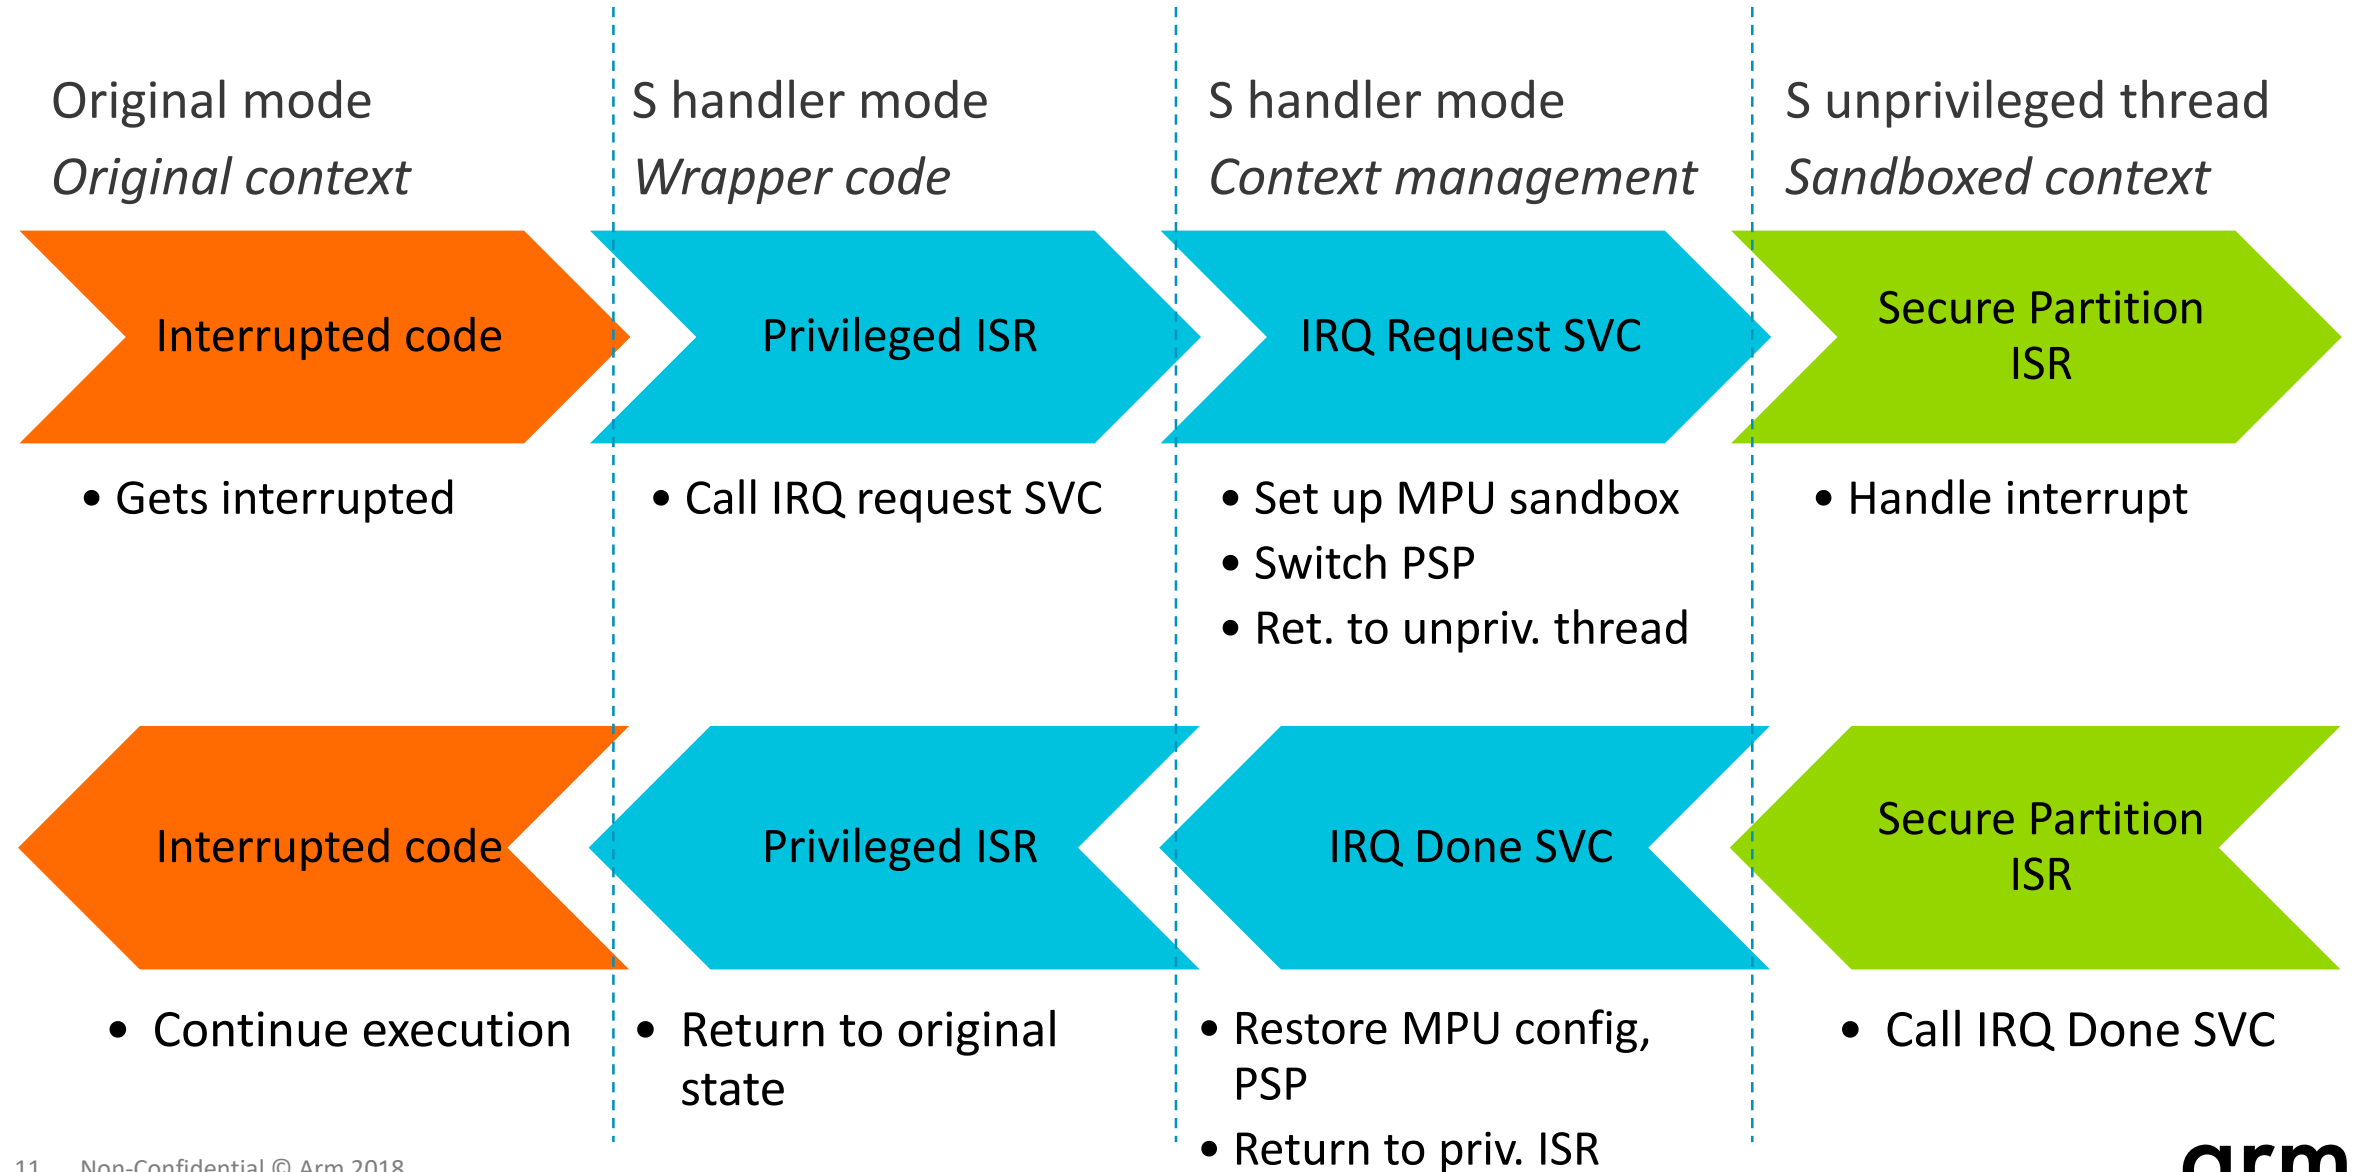 Original mode
Original context
S handler mode
Wrapper code
S handler mode
Context management
S unprivileged thread
Sandboxed context
Interrupted code
Privileged ISR
IRQ Request SVC
Secure Partition
ISR
• Gets interrupted
• Call IRQ request SVC
• Set up MPU sandbox
• Switch PSP
• Ret. to unpriv. thread
• Handle interrupt
Interrupted code
Privileged ISR
IRQ Done SVC
Secure Partition
ISR
• Continue execution
• Return to original
state
• Restore MPU config,
PSP
• Return to priv. ISR
• Call IRQ Done SVC
11 Non-Confidential © Arm 2018
arm